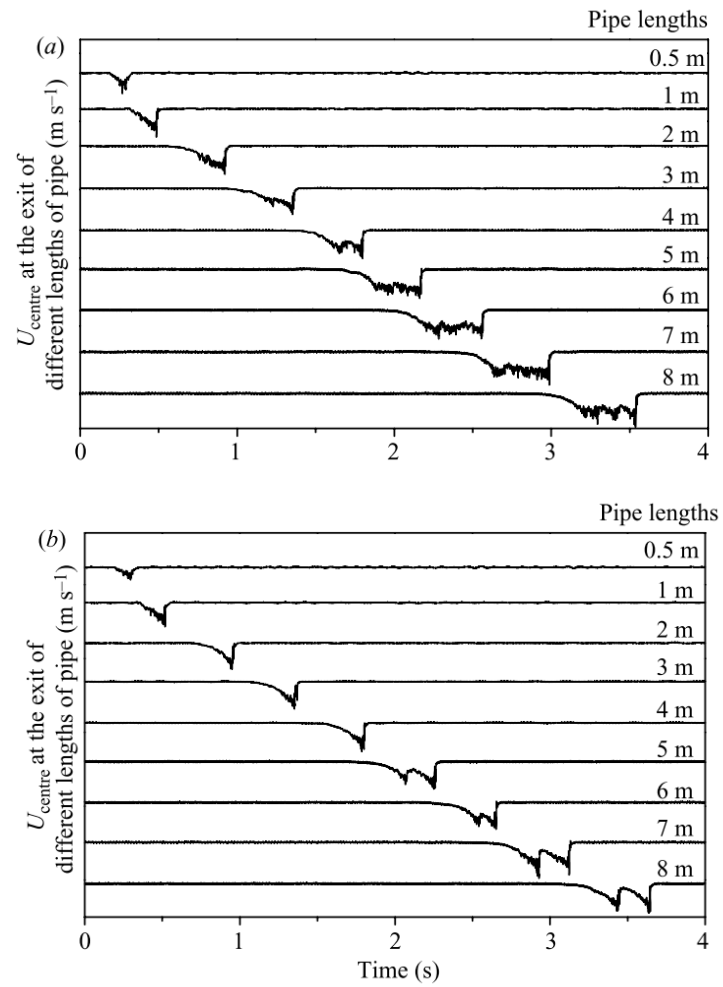 Pipe lengths
(a)
0.5 m
1 m
2 m
3 m
4 m
5 m
6 m
7 m
8 m
U centre at the exit of
different lengths of pipe (m s⁻¹)
0 1 2 3 4
Pipe lengths
(b)
0.5 m
1 m
2 m
3 m
4 m
5 m
6 m
7 m
8 m
U centre at the exit of
different lengths of pipe (m s⁻¹)
0 1 2 3 4
Time (s)